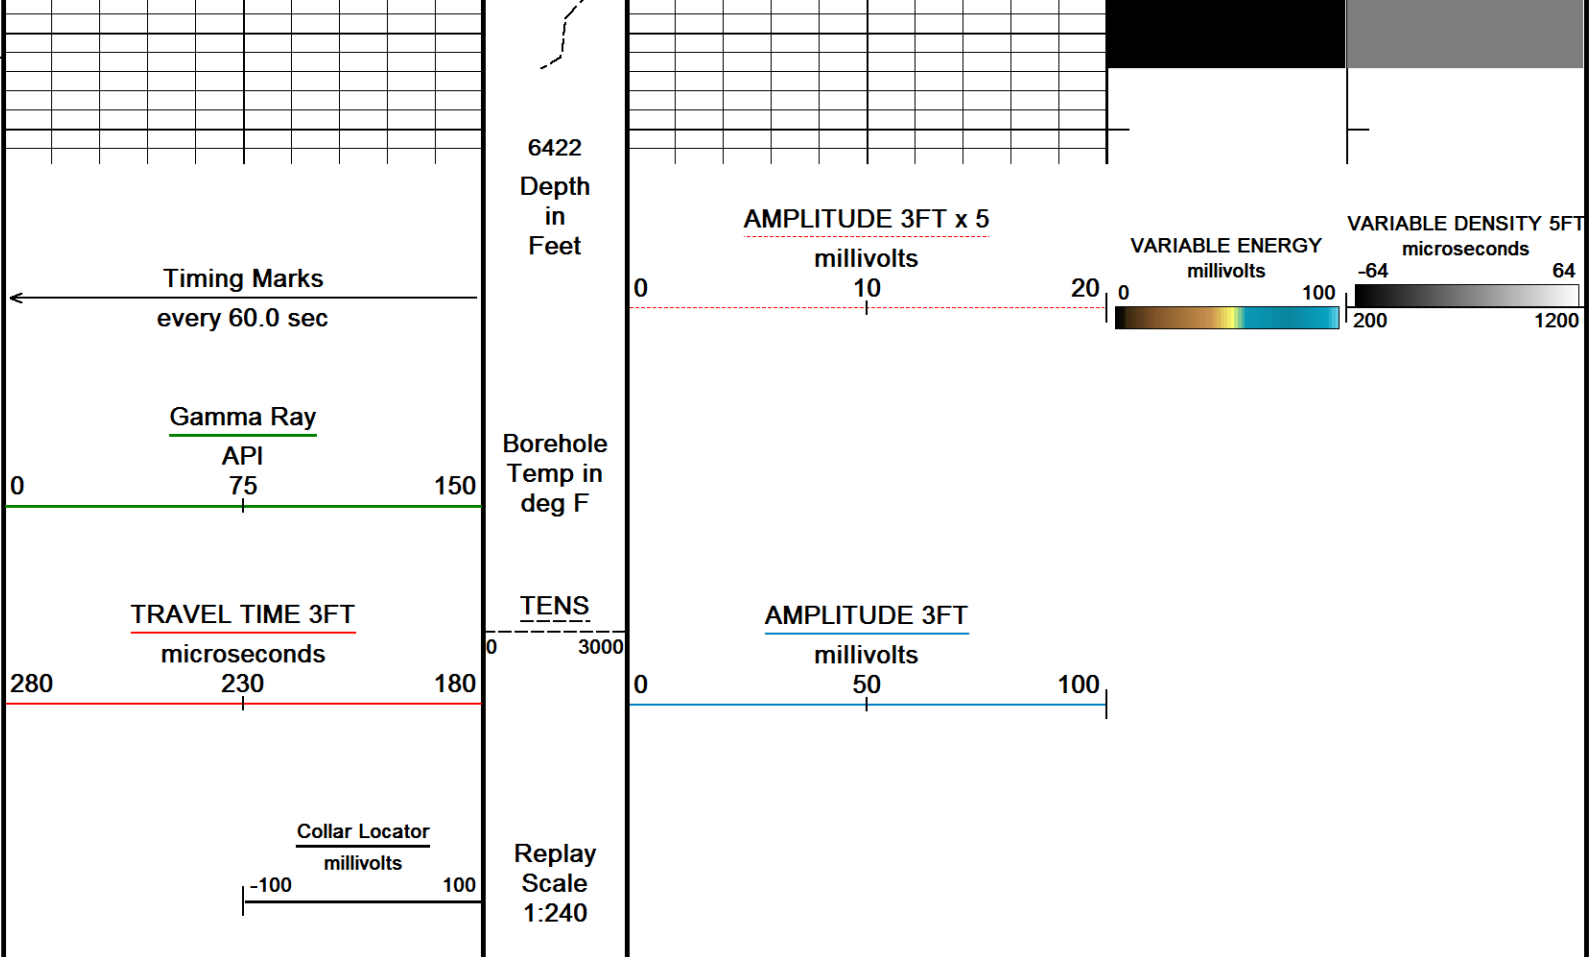 6422
Depth
in
Feet
Timing Marks
every 60.0 sec
Gamma Ray
API
0 75 150
TRAVEL TIME 3FT
microseconds
280 230 180
Collar Locator
millivolts
-100 100
Borehole
Temp in
deg F
TENS
0 3000
Replay
Scale
1:240
AMPLITUDE 3FT x 5
millivolts
0 10 20
AMPLITUDE 3FT
millivolts
0 50 100
VARIABLE ENERGY
millivolts
0 100
VARIABLE DENSITY 5FT
microseconds
-64 64
200 1200